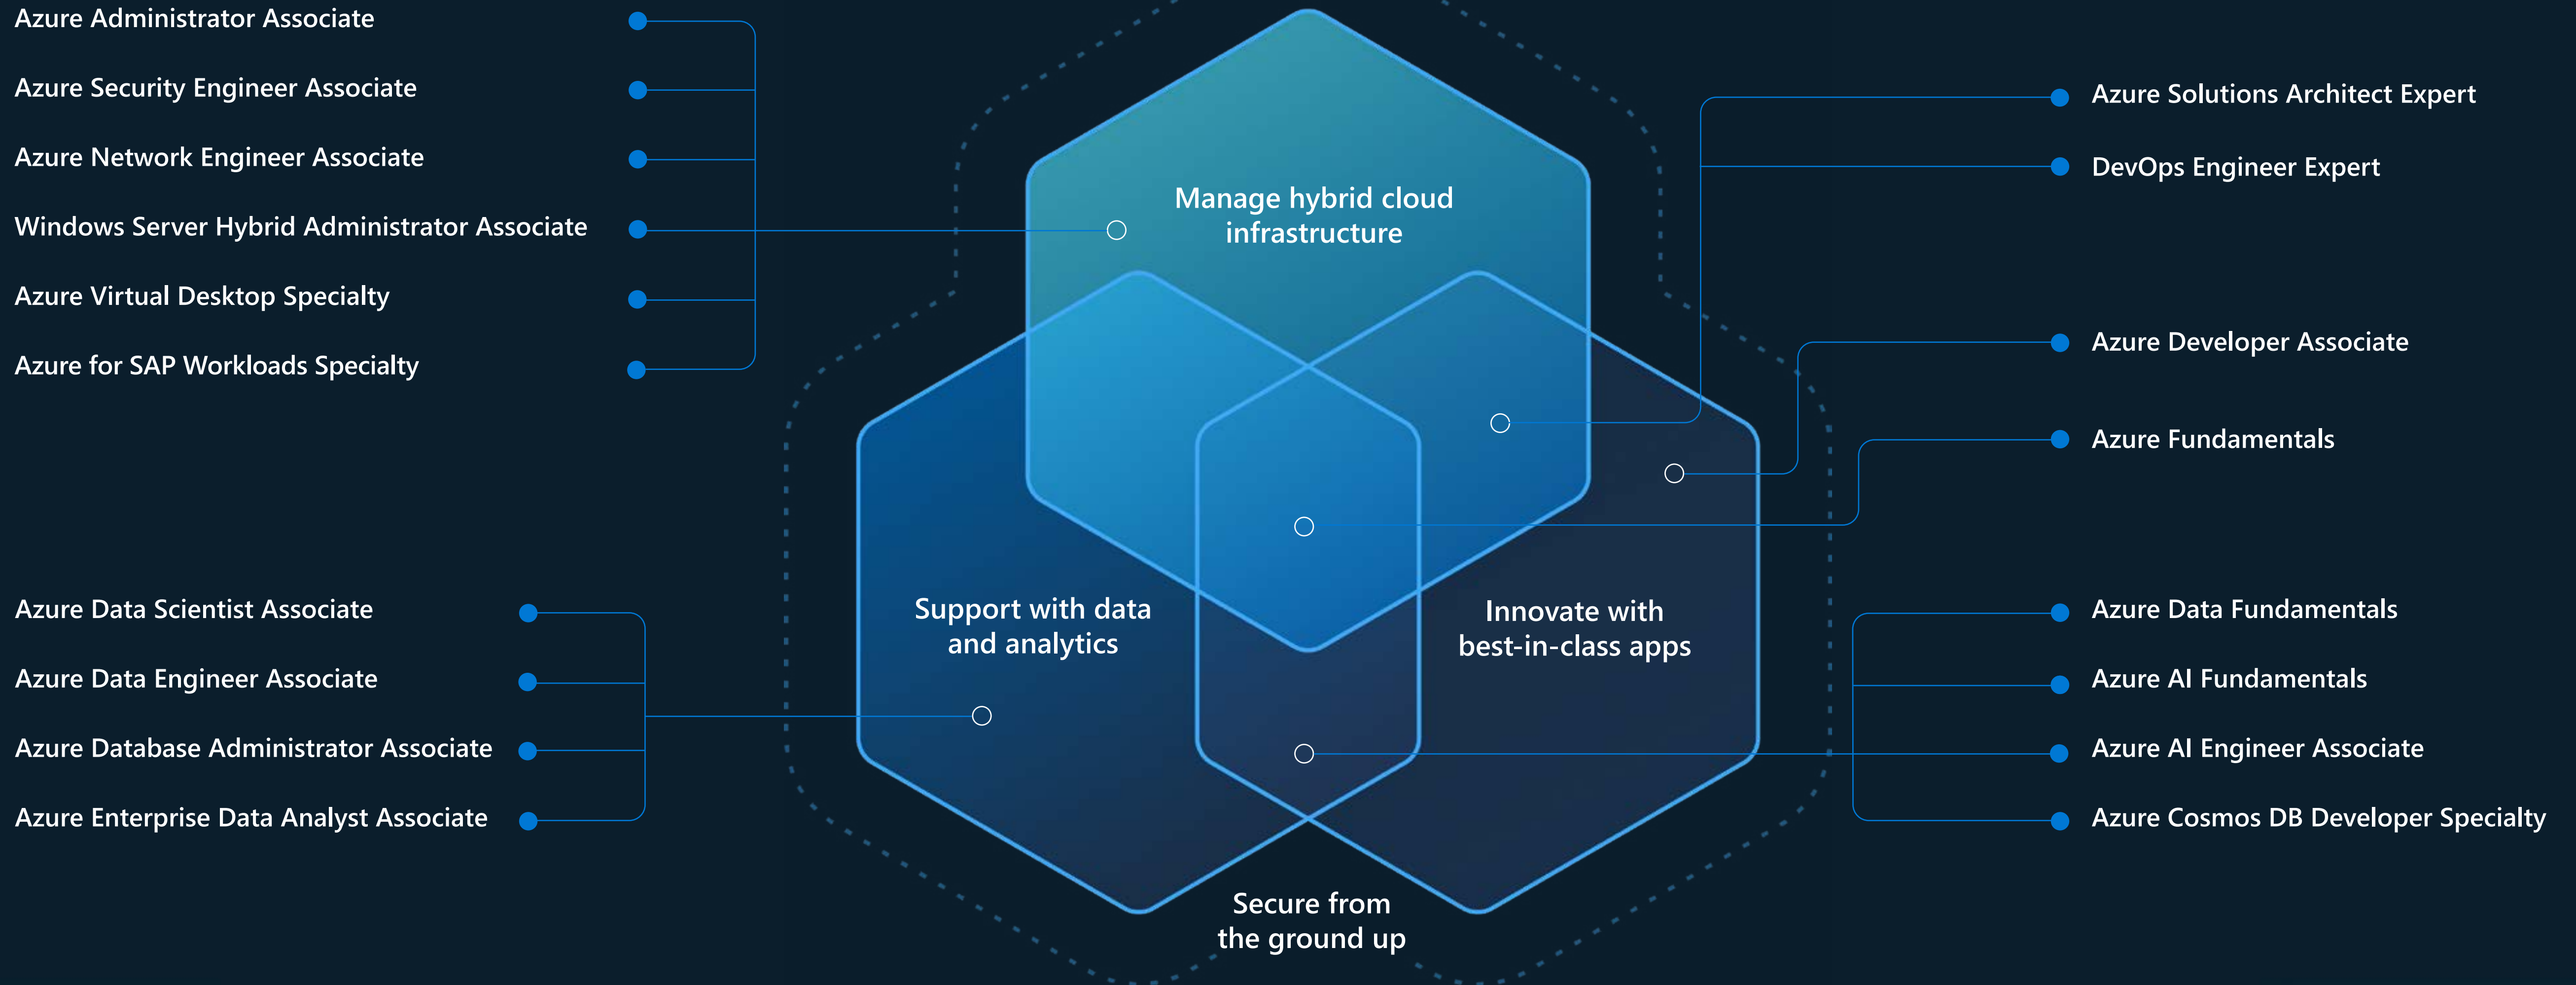 Azure Administrator Associate
Azure Security Engineer Associate
Azure Network Engineer Associate
Windows Server Hybrid Administrator Associate
Azure Virtual Desktop Specialty
Azure for SAP Workloads Specialty
Azure Data Scientist Associate
Azure Data Engineer Associate
Azure Database Administrator Associate
Azure Enterprise Data Analyst Associate
Manage hybrid cloud
infrastructure
Support with data
and analytics
Innovate with
best-in-class apps
Secure from
the ground up
Azure Solutions Architect Expert
DevOps Engineer Expert
Azure Developer Associate
Azure Fundamentals
Azure Data Fundamentals
Azure AI Fundamentals
Azure AI Engineer Associate
Azure Cosmos DB Developer Specialty